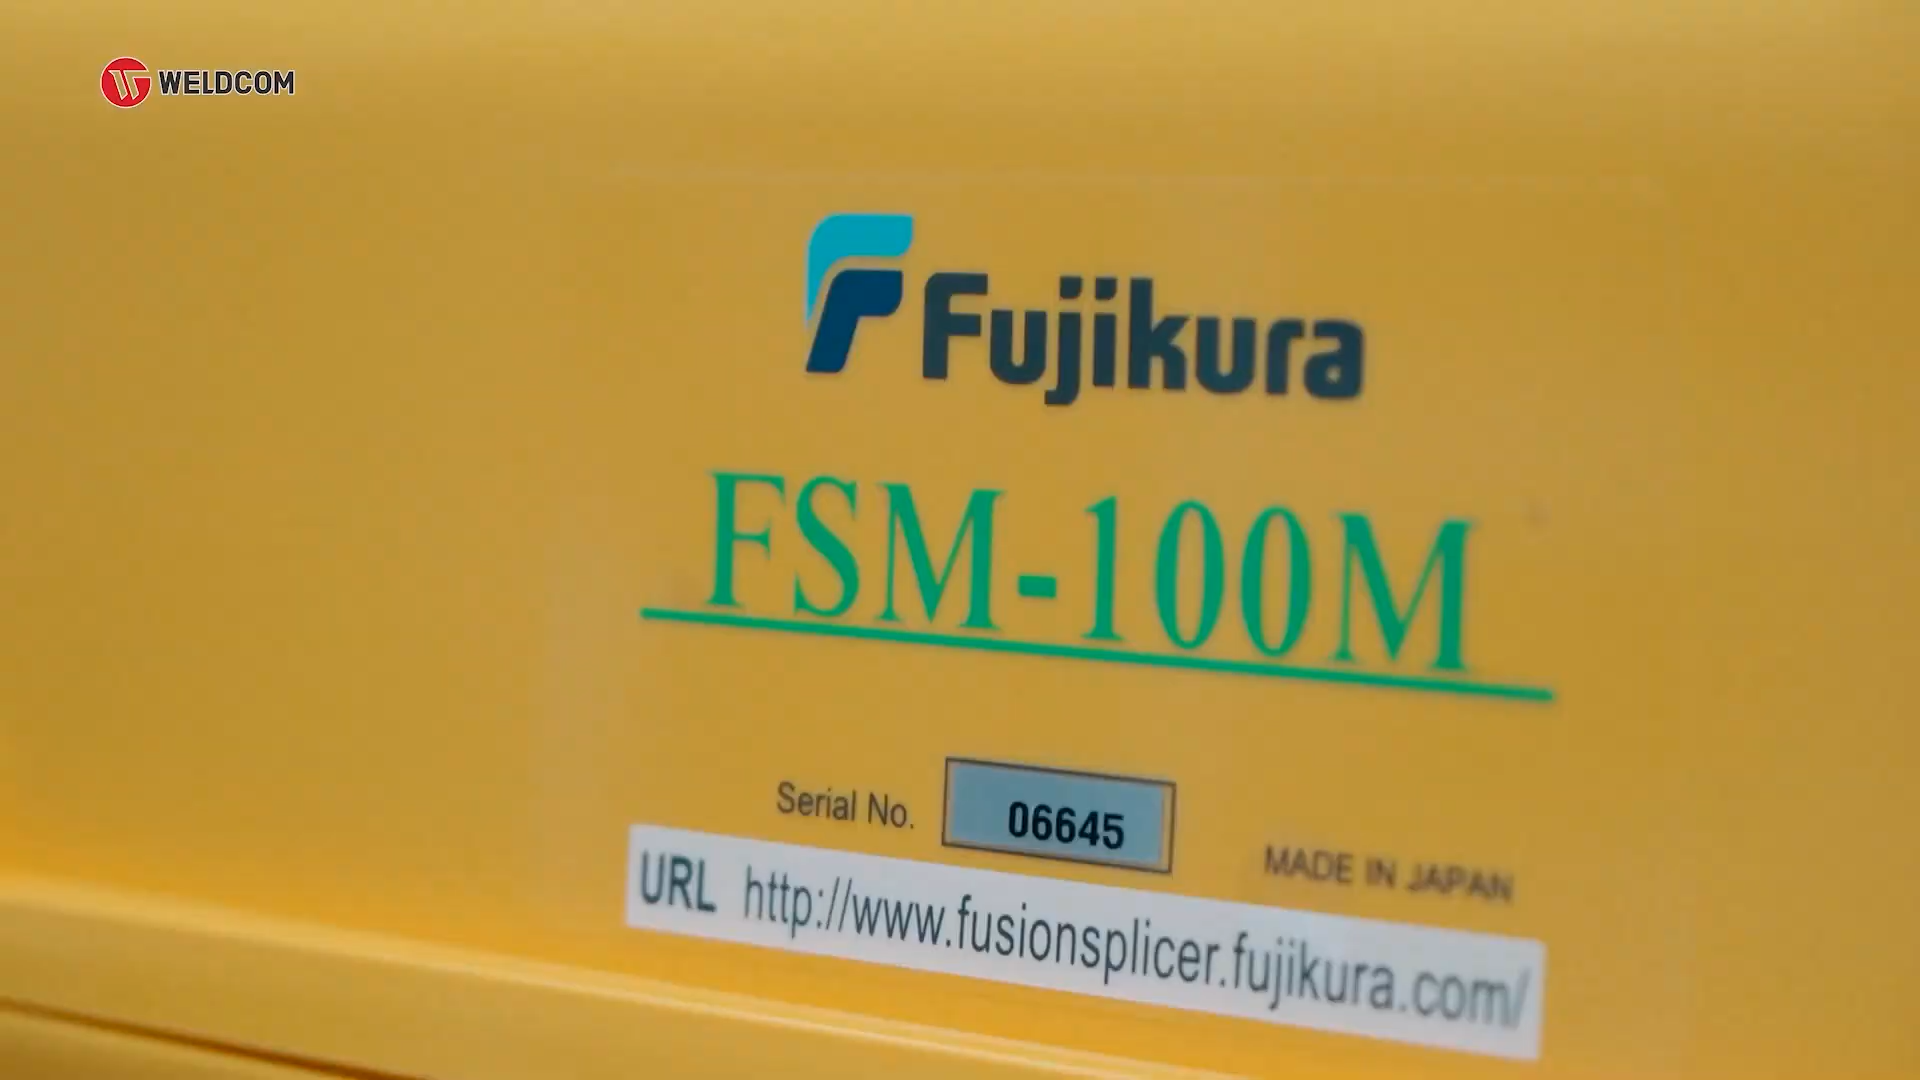 WELDCOM
Fujikura
FSM-100M
Serial No. 06645
MADE IN JAPAN
URL http://www.fusionsplicer.fujikura.com/